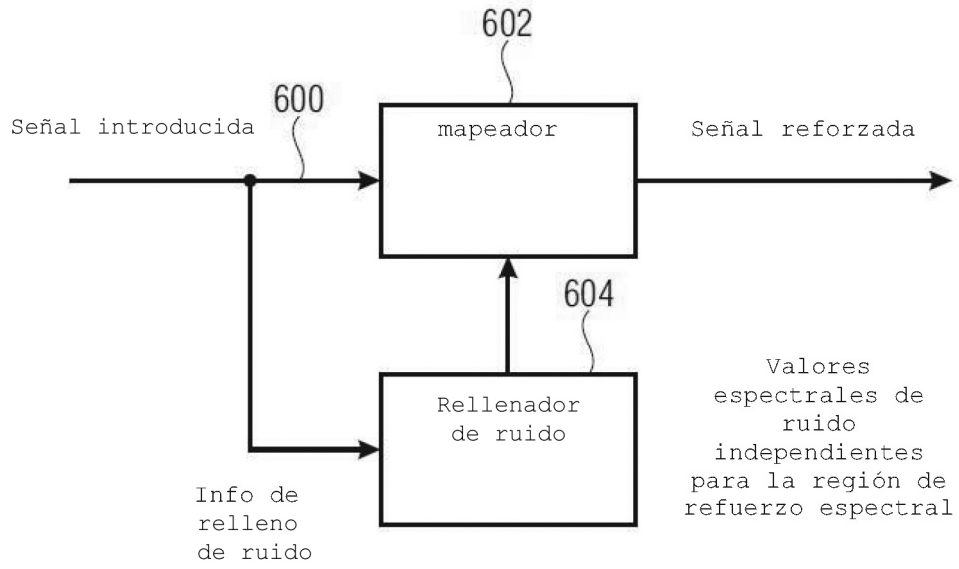 602
600
Señal introducida
mapeador
Señal reforzada
604
Rellenador
de ruido
Valores
espectrales de
ruido
independientes
para la región de
refuerzo espectral
Info de
relleno
de ruido